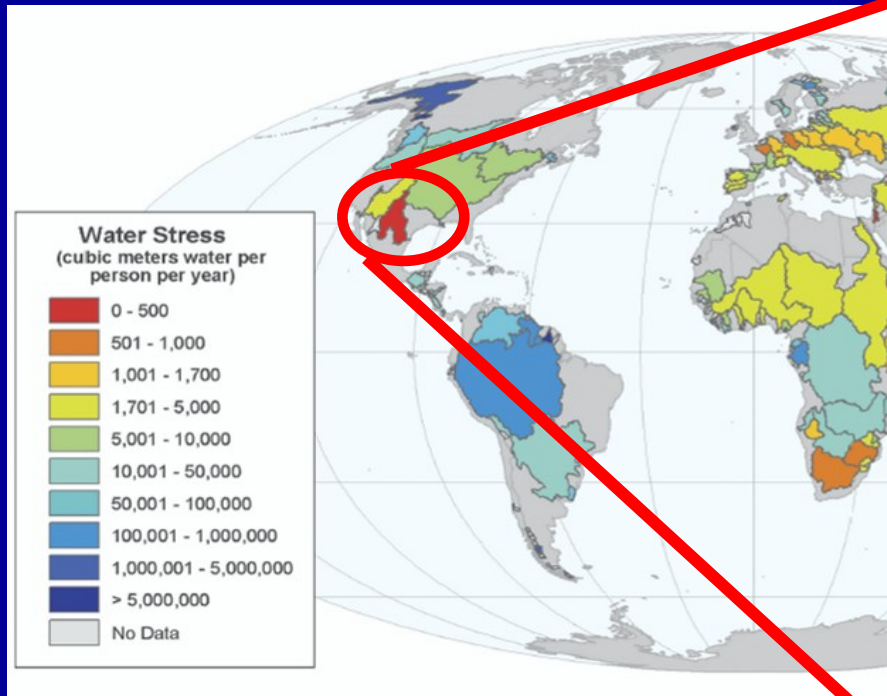 Water Stress
(cubic meters water per
person per year)
0 - 500
501 - 1,000
1,001 - 1,700
1,701 - 5,000
5,001 - 10,000
10,001 - 50,000
50,001 - 100,000
100,001 - 1,000,000
1,000,001 - 5,000,000
> 5,000,000
No Data